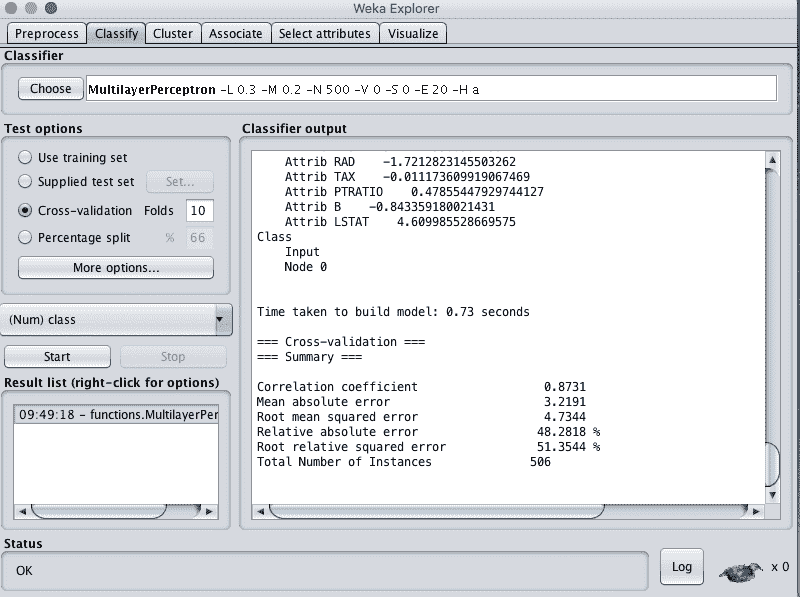 Weka Explorer
Preprocess Classify Cluster Associate Select attributes Visualize
Classifier
Choose MultilayerPerceptron -L 0.3 -M 0.2 -N 500 -V 0 -S 0 -E 20 -H a
Test options
Use training set
Supplied test set Set...
Cross-validation Folds 10
Percentage split % 66
More options...
(Num) class
Start Stop
Result list (right-click for options)
09:49:18 - functions.MultilayerPer
Classifier output
Attrib RAD -1.7212823145503262
Attrib TAX -0.011173609919067469
Attrib PTRATIO 0.47855447929744127
Attrib B -0.843359180021431
Attrib LSTAT 4.609985528669575
Class
Input
Node 0
Time taken to build model: 0.73 seconds
=== Cross-validation ===
=== Summary ===
Correlation coefficient 0.8731
Mean absolute error 3.2191
Root mean squared error 4.7344
Relative absolute error 48.2818 %
Root relative squared error 51.3544 %
Total Number of Instances 506
Status
OK
Log x 0